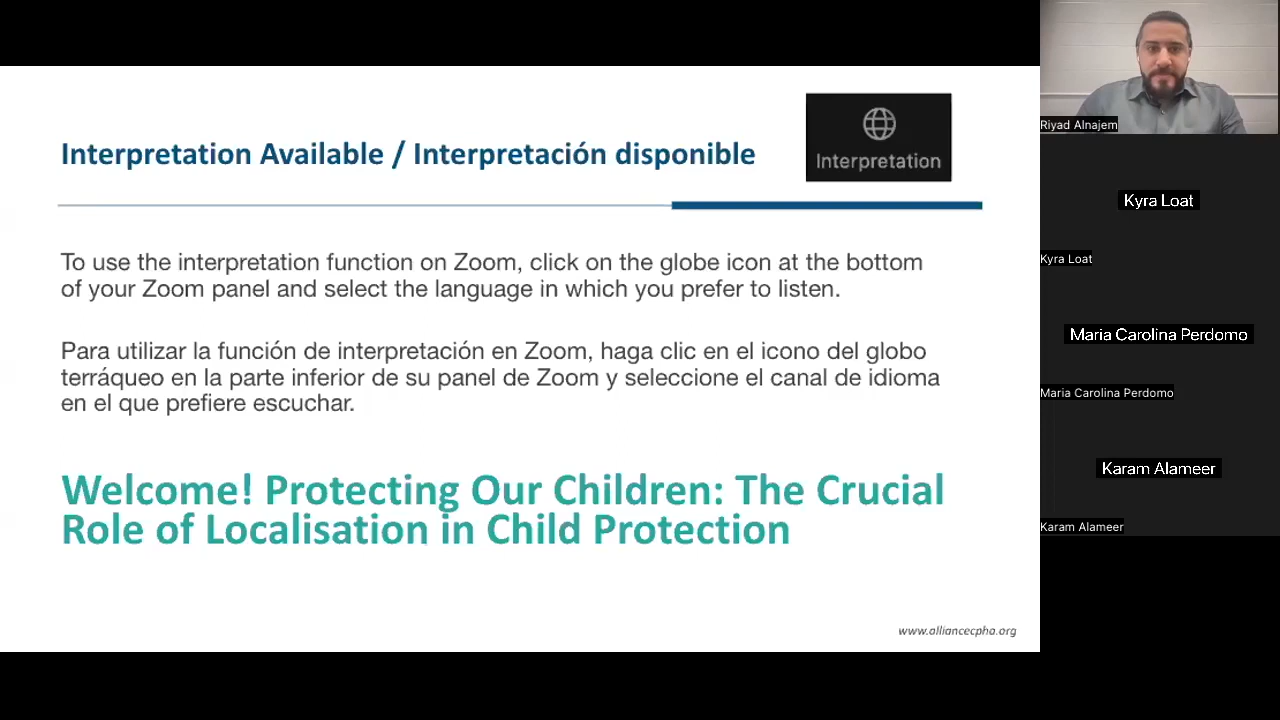 Interpretation Available / Interpretación disponible
Interpretation
To use the interpretation function on Zoom, click on the globe icon at the bottom
of your Zoom panel and select the language in which you prefer to listen.
Para utilizar la función de interpretación en Zoom, haga clic en el icono del globo
terráqueo en la parte inferior de su panel de Zoom y seleccione el canal de idioma
en el que prefiere escuchar.
Welcome! Protecting Our Children: The Crucial
Role of Localisation in Child Protection
www.alliancecpha.org
Riyad Alnajem
Kyra Loat
Kyra Loat
Maria Carolina Perdomo
Maria Carolina Perdomo
Karam Alameer
Karam Alameer